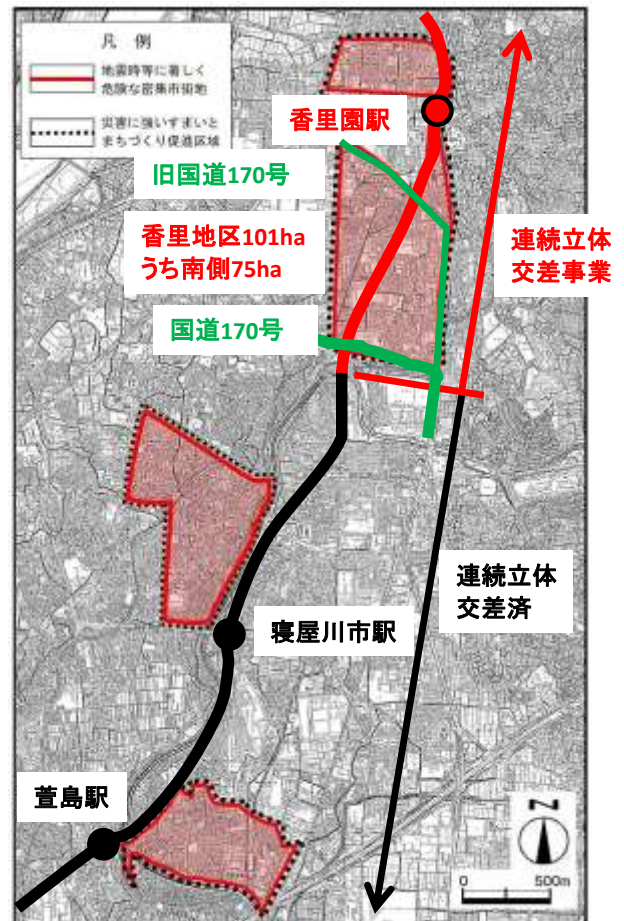 凡 例
地震時等に著しく
危険な密集市街地
災害に強いすまいと
まちづくり促進区域
香里園駅
旧国道170号
香里地区101ha
うち南側75ha
連続立体
交差事業
国道170号
連続立体
交差済
寝屋川市駅
萱島駅
N
0 500m